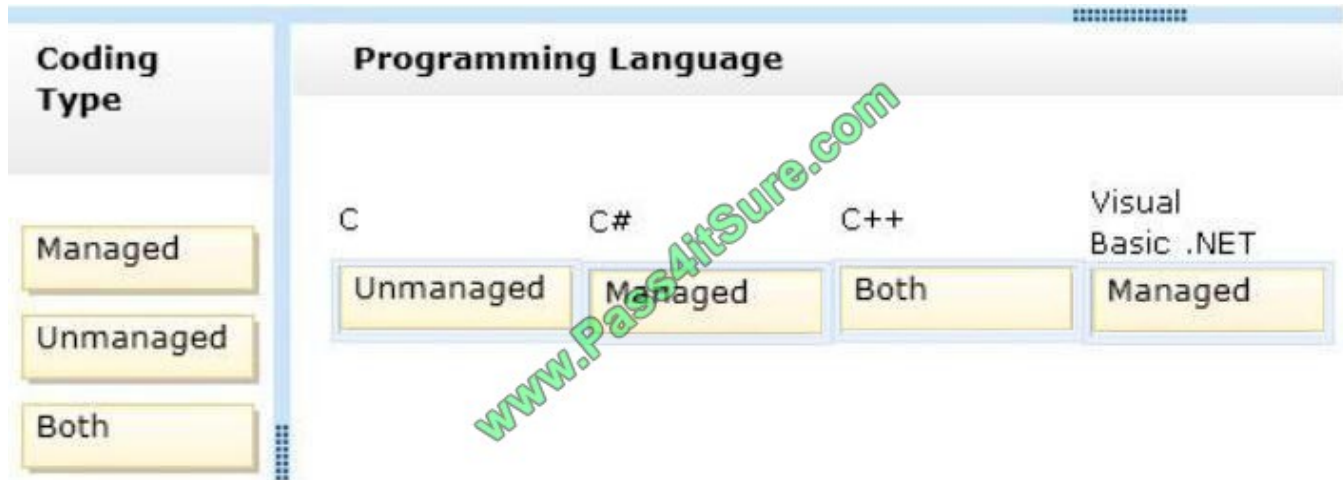 Coding
Type
Programming Language
Managed
Unmanaged
Both
C
C#
C++
Visual
Basic .NET
Unmanaged
Managed
Both
Managed
www.Pass4itSure.com